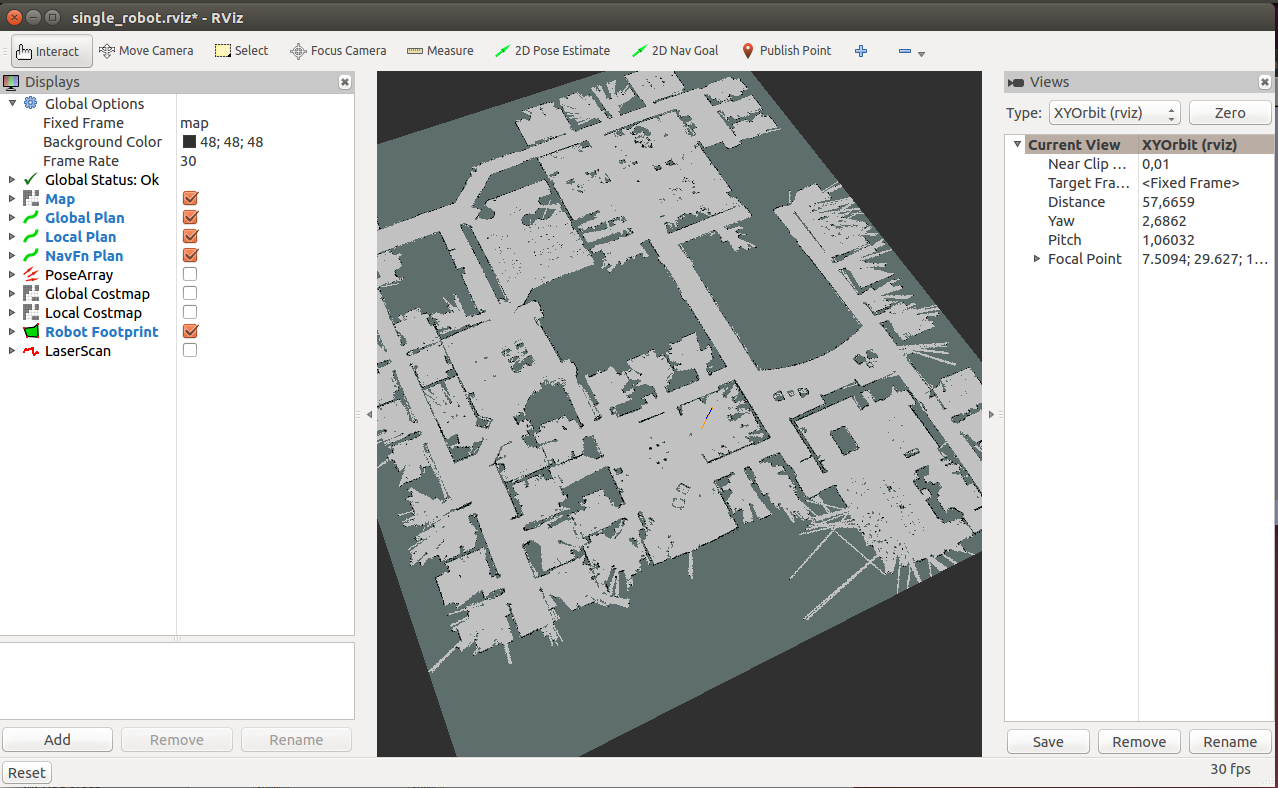 single_robot.rviz* - RViz
Interact Move Camera Select Focus Camera Measure 2D Pose Estimate 2D Nav Goal Publish Point
Displays
Global Options
Fixed Frame map
Background Color 48; 48; 48
Frame Rate 30
Global Status: Ok
Map
Global Plan
Local Plan
NavFn Plan
PoseArray
Global Costmap
Local Costmap
Robot Footprint
LaserScan
Add Remove Rename
Reset
Views
Type: XYOrbit (rviz) Zero
Current View XYOrbit (rviz)
Near Clip ... 0,01
Target Fra... <Fixed Frame>
Distance 57,6659
Yaw 2,6862
Pitch 1,06032
Focal Point 7.5094; 29.627; 1...
Save Remove Rename
30 fps